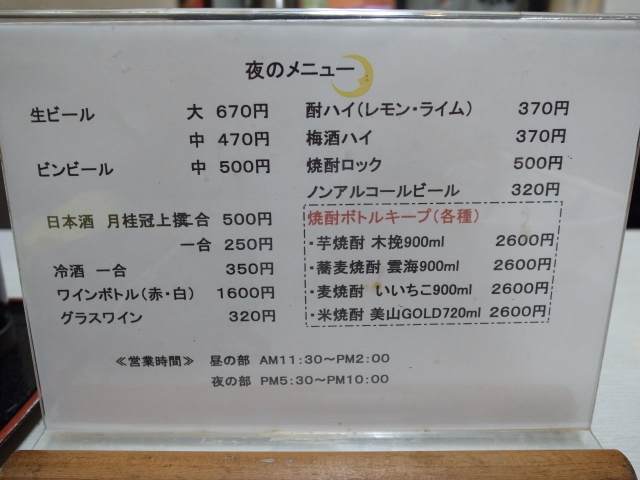 夜のメニュー
生ビール 大 670円
中 470円
ビンビール 中 500円
日本酒 月桂冠上撰二合 500円
一合 250円
冷酒 一合 350円
ワインボトル(赤・白) 1600円
グラスワイン 320円
酎ハイ(レモン・ライム) 370円
梅酒ハイ 370円
焼酎ロック 500円
ノンアルコールビール 320円
焼酎ボトルキープ(各種)
・芋焼酎 木挽900ml 2600円
・蕎麦焼酎 雲海900ml 2600円
・麦焼酎 いいちこ900ml 2600円
・米焼酎 美山GOLD720ml 2600円
≪営業時間≫ 昼の部 AM11:30~PM2:00
夜の部 PM5:30~PM10:00